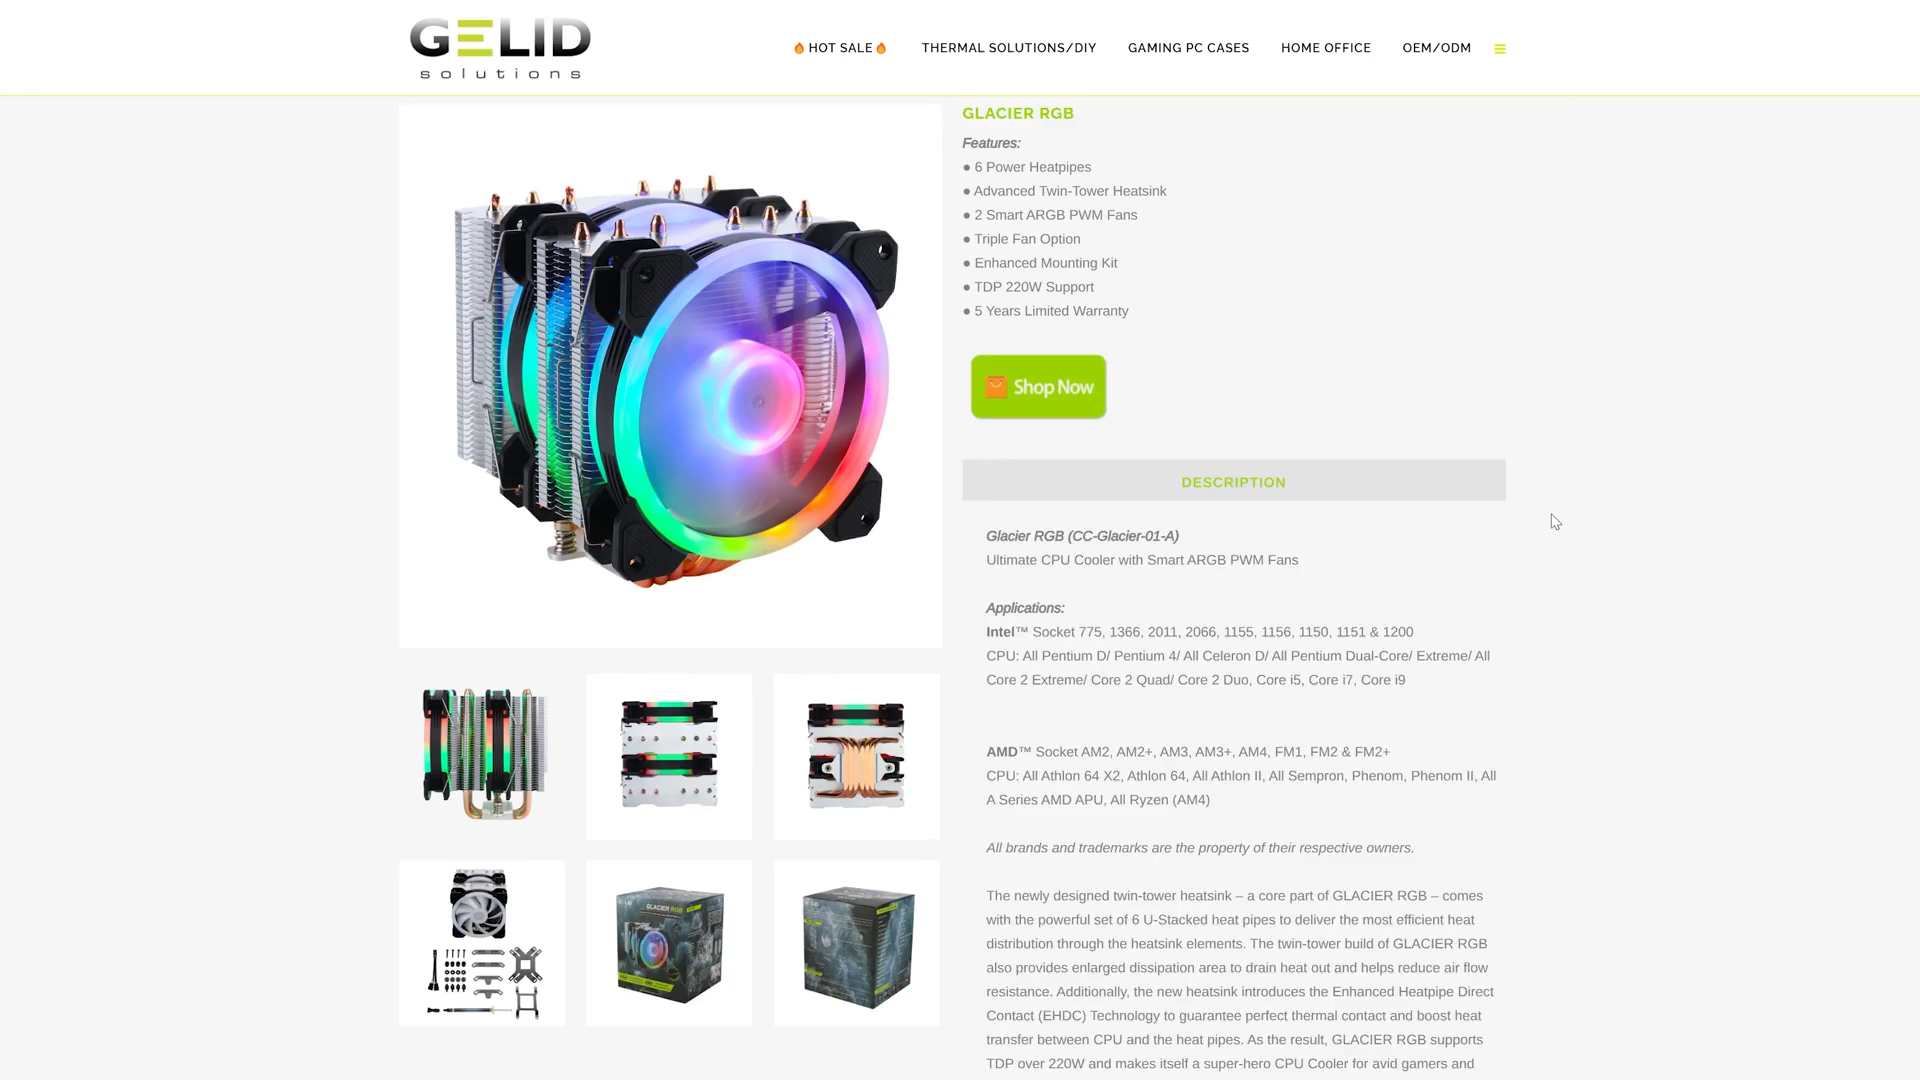 GELID
solutions
🔥 HOT SALE 🔥
THERMAL SOLUTIONS/DIY
GAMING PC CASES
HOME OFFICE
OEM/ODM
GLACIER RGB
Features:
● 6 Power Heatpipes
● Advanced Twin-Tower Heatsink
● 2 Smart ARGB PWM Fans
● Triple Fan Option
● Enhanced Mounting Kit
● TDP 220W Support
● 5 Years Limited Warranty
Shop Now
DESCRIPTION
Glacier RGB (CC-Glacier-01-A)
Ultimate CPU Cooler with Smart ARGB PWM Fans
Applications:
Intel™ Socket 775, 1366, 2011, 2066, 1155, 1156, 1150, 1151 & 1200
CPU: All Pentium D/ Pentium 4/ All Celeron D/ All Pentium Dual-Core/ Extreme/ All
Core 2 Extreme/ Core 2 Quad/ Core 2 Duo, Core i5, Core i7, Core i9
AMD™ Socket AM2, AM2+, AM3, AM3+, AM4, FM1, FM2 & FM2+
CPU: All Athlon 64 X2, Athlon 64, All Athlon II, All Sempron, Phenom, Phenom II, All
A Series AMD APU, All Ryzen (AM4)
All brands and trademarks are the property of their respective owners.
The newly designed twin-tower heatsink – a core part of GLACIER RGB – comes
with the powerful set of 6 U-Stacked heat pipes to deliver the most efficient heat
distribution through the heatsink elements. The twin-tower build of GLACIER RGB
also provides enlarged dissipation area to drain heat out and helps reduce air flow
resistance. Additionally, the new heatsink introduces the Enhanced Heatpipe Direct
Contact (EHDC) Technology to guarantee perfect thermal contact and boost heat
transfer between CPU and the heat pipes. As the result, GLACIER RGB supports
TDP over 220W and makes itself a super-hero CPU Cooler for avid gamers and
GELID
GLACIER RGB
GELID